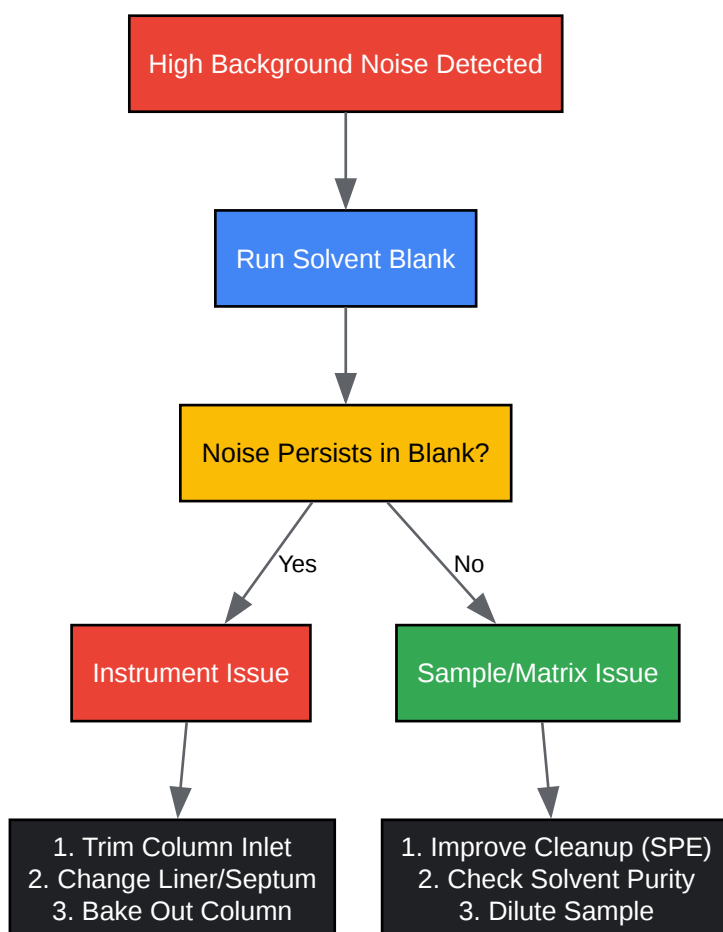 High Background Noise Detected
Run Solvent Blank
Noise Persists in Blank?
Yes
No
Instrument Issue
Sample/Matrix Issue
1. Trim Column Inlet
2. Change Liner/Septum
3. Bake Out Column
1. Improve Cleanup (SPE)
2. Check Solvent Purity
3. Dilute Sample